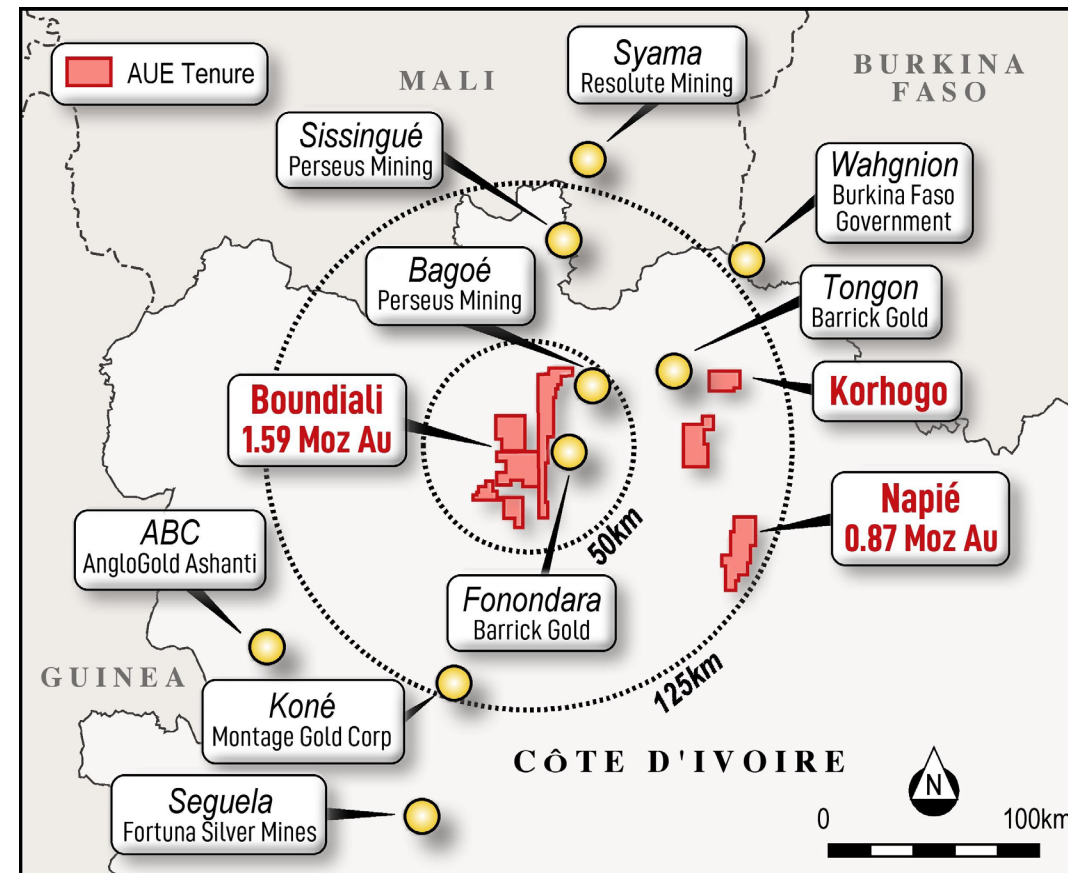 AUE Tenure
MALI
Syama
Resolute Mining
BURKINA
FASO
Sissingué
Perseus Mining
Wahgnion
Burkina Faso
Government
Bagoé
Perseus Mining
Tongon
Barrick Gold
Boundiali
1.59 Moz Au
Korhogo
Napié
0.87 Moz Au
ABC
AngloGold Ashanti
50km
Fonondara
Barrick Gold
125km
GUINEA
Koné
Montage Gold Corp
CÔTE D'IVOIRE
Seguela
Fortuna Silver Mines
N
0 100km